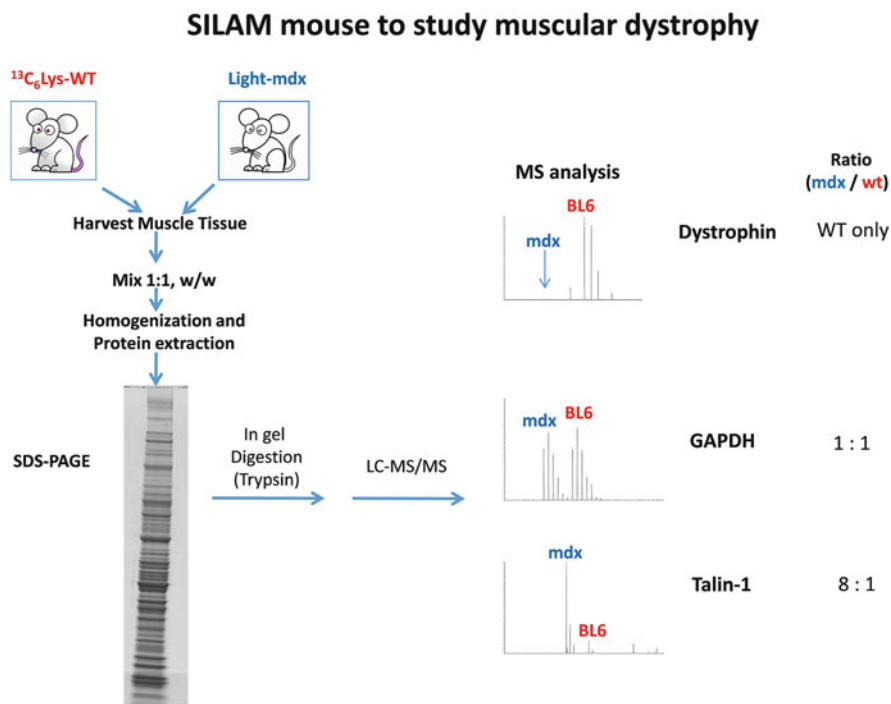 SILAM mouse to study muscular dystrophy
¹³C₆Lys-WT
Light-mdx
Harvest Muscle Tissue
Mix 1:1, w/w
Homogenization and
Protein extraction
SDS-PAGE
In gel
Digestion
(Trypsin)
LC-MS/MS
MS analysis
Ratio
(mdx / wt)
BL6
mdx
Dystrophin
WT only
mdx
BL6
GAPDH
1 : 1
mdx
BL6
Talin-1
8 : 1